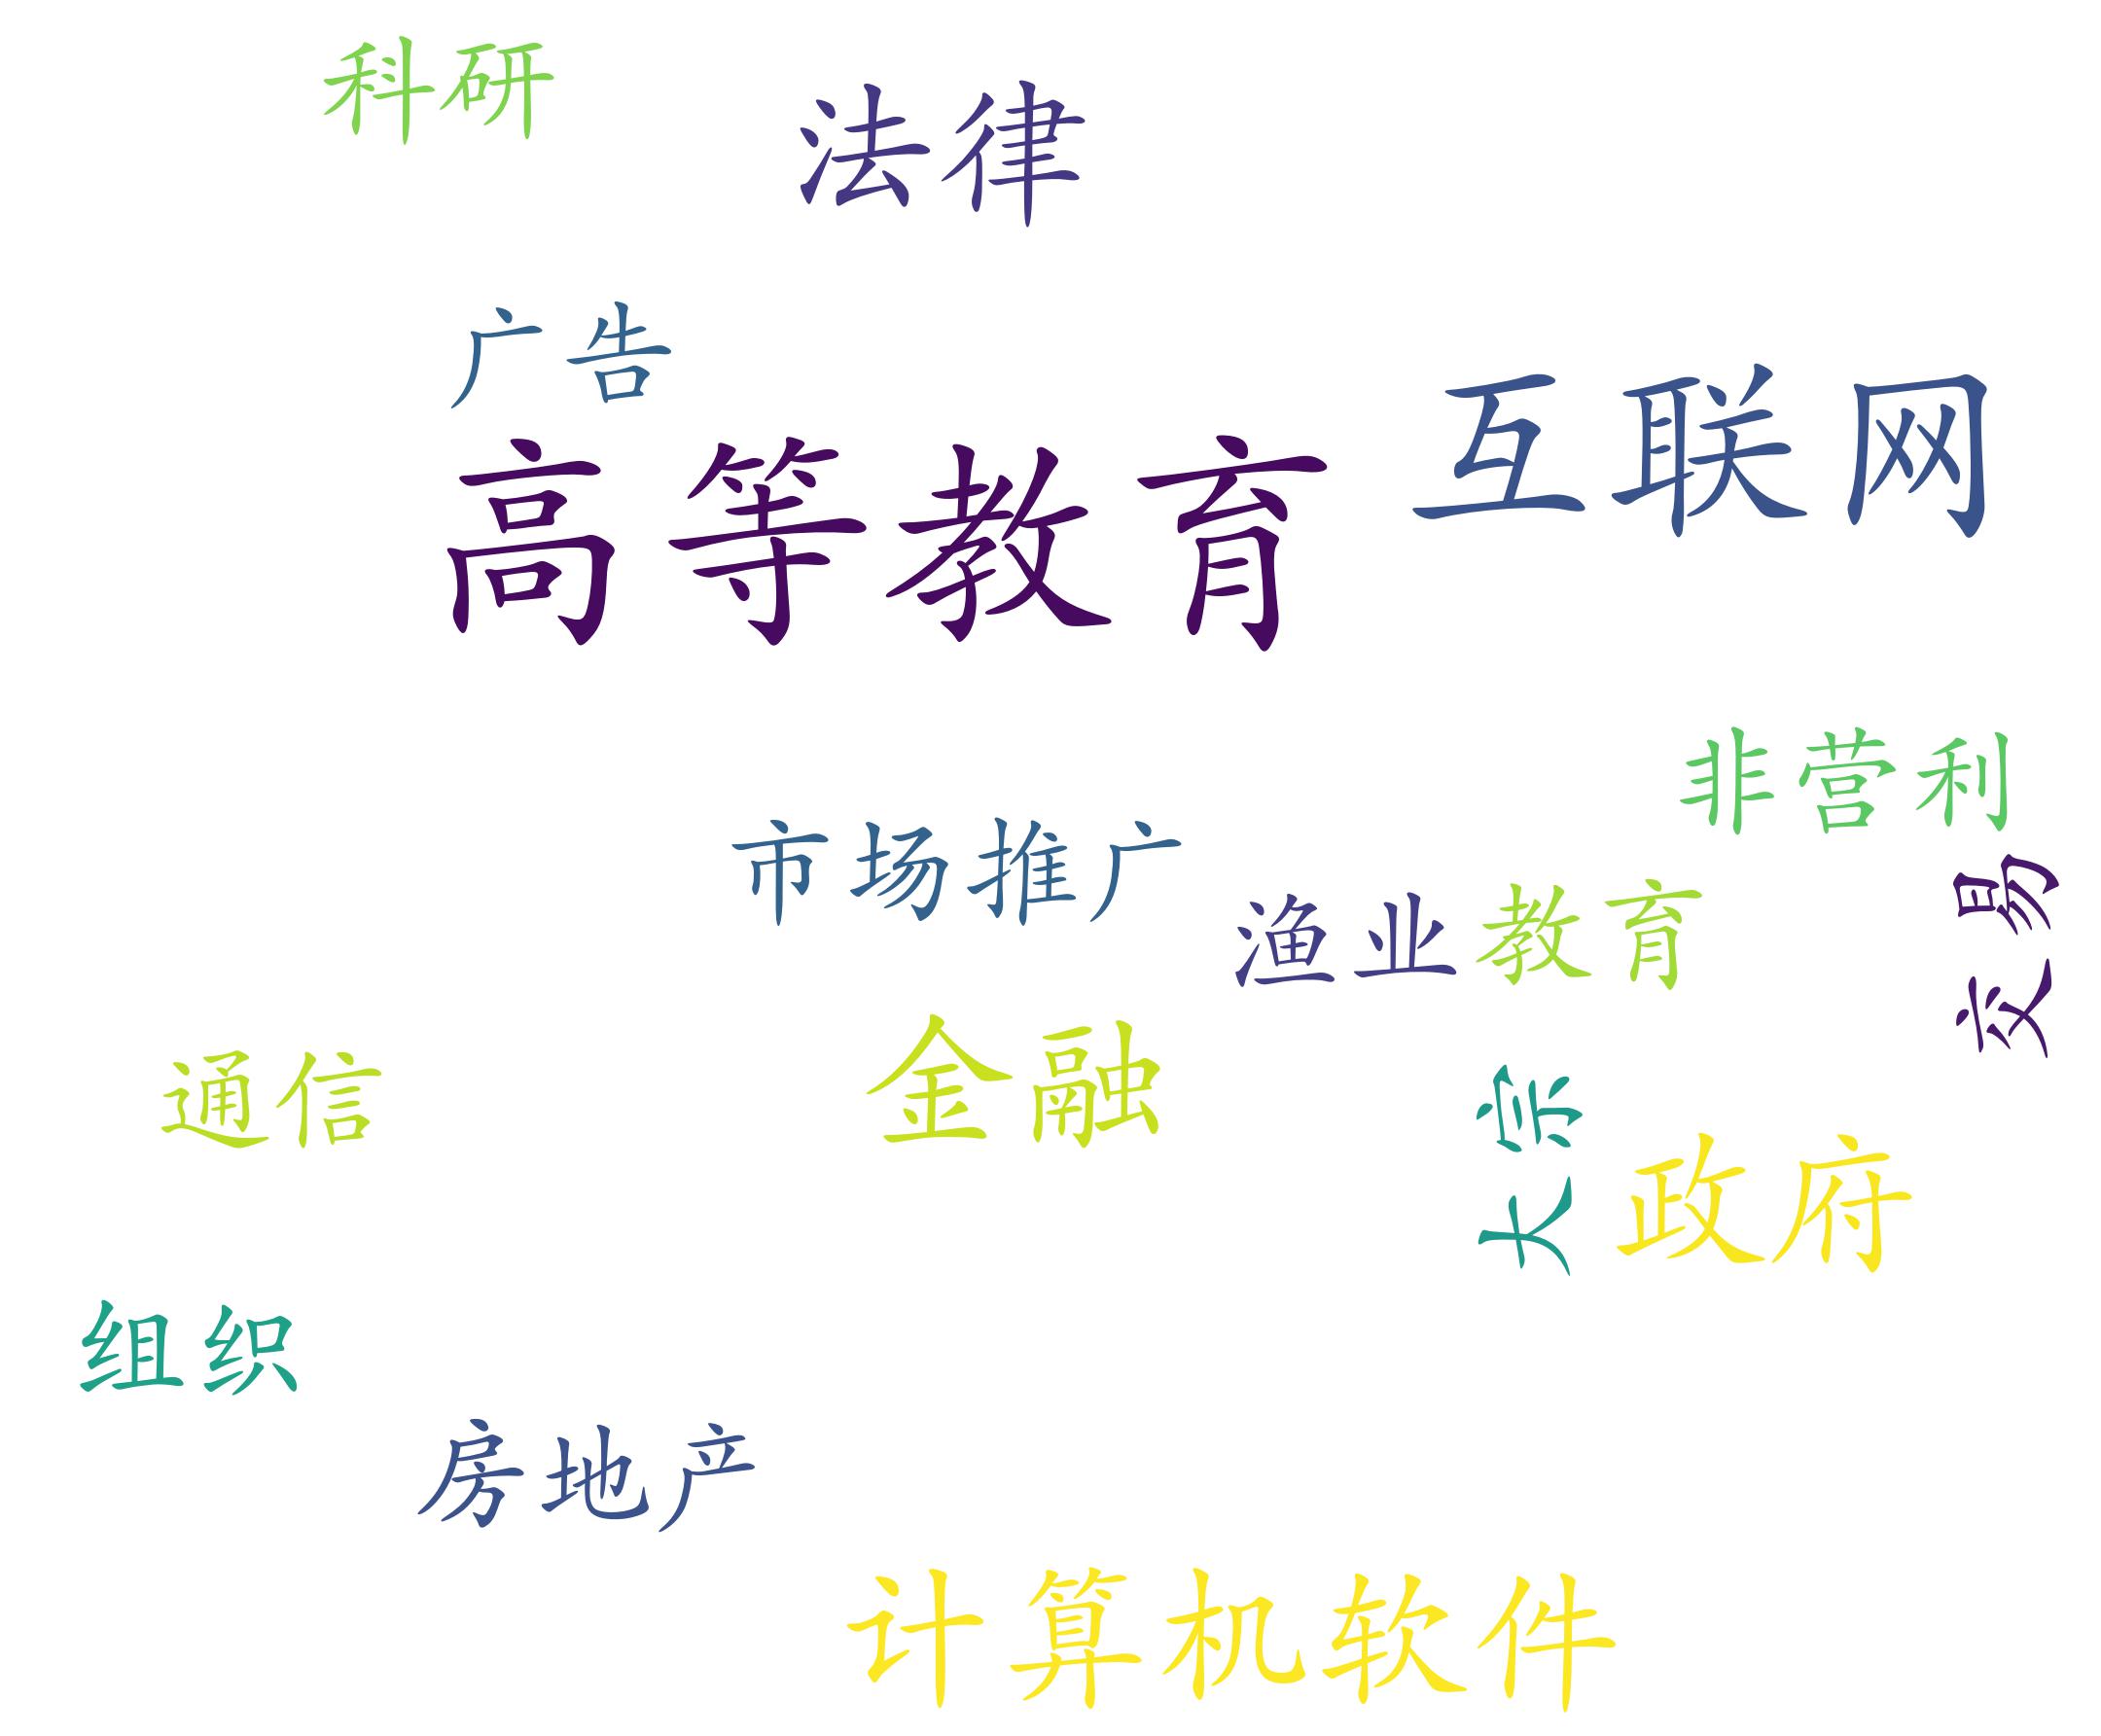 科研
法律
广告
互联网
高等教育
非营利
市场推广
渔业
教育
交易
通信
金融
大宗
政府
组织
房地产
计算机软件